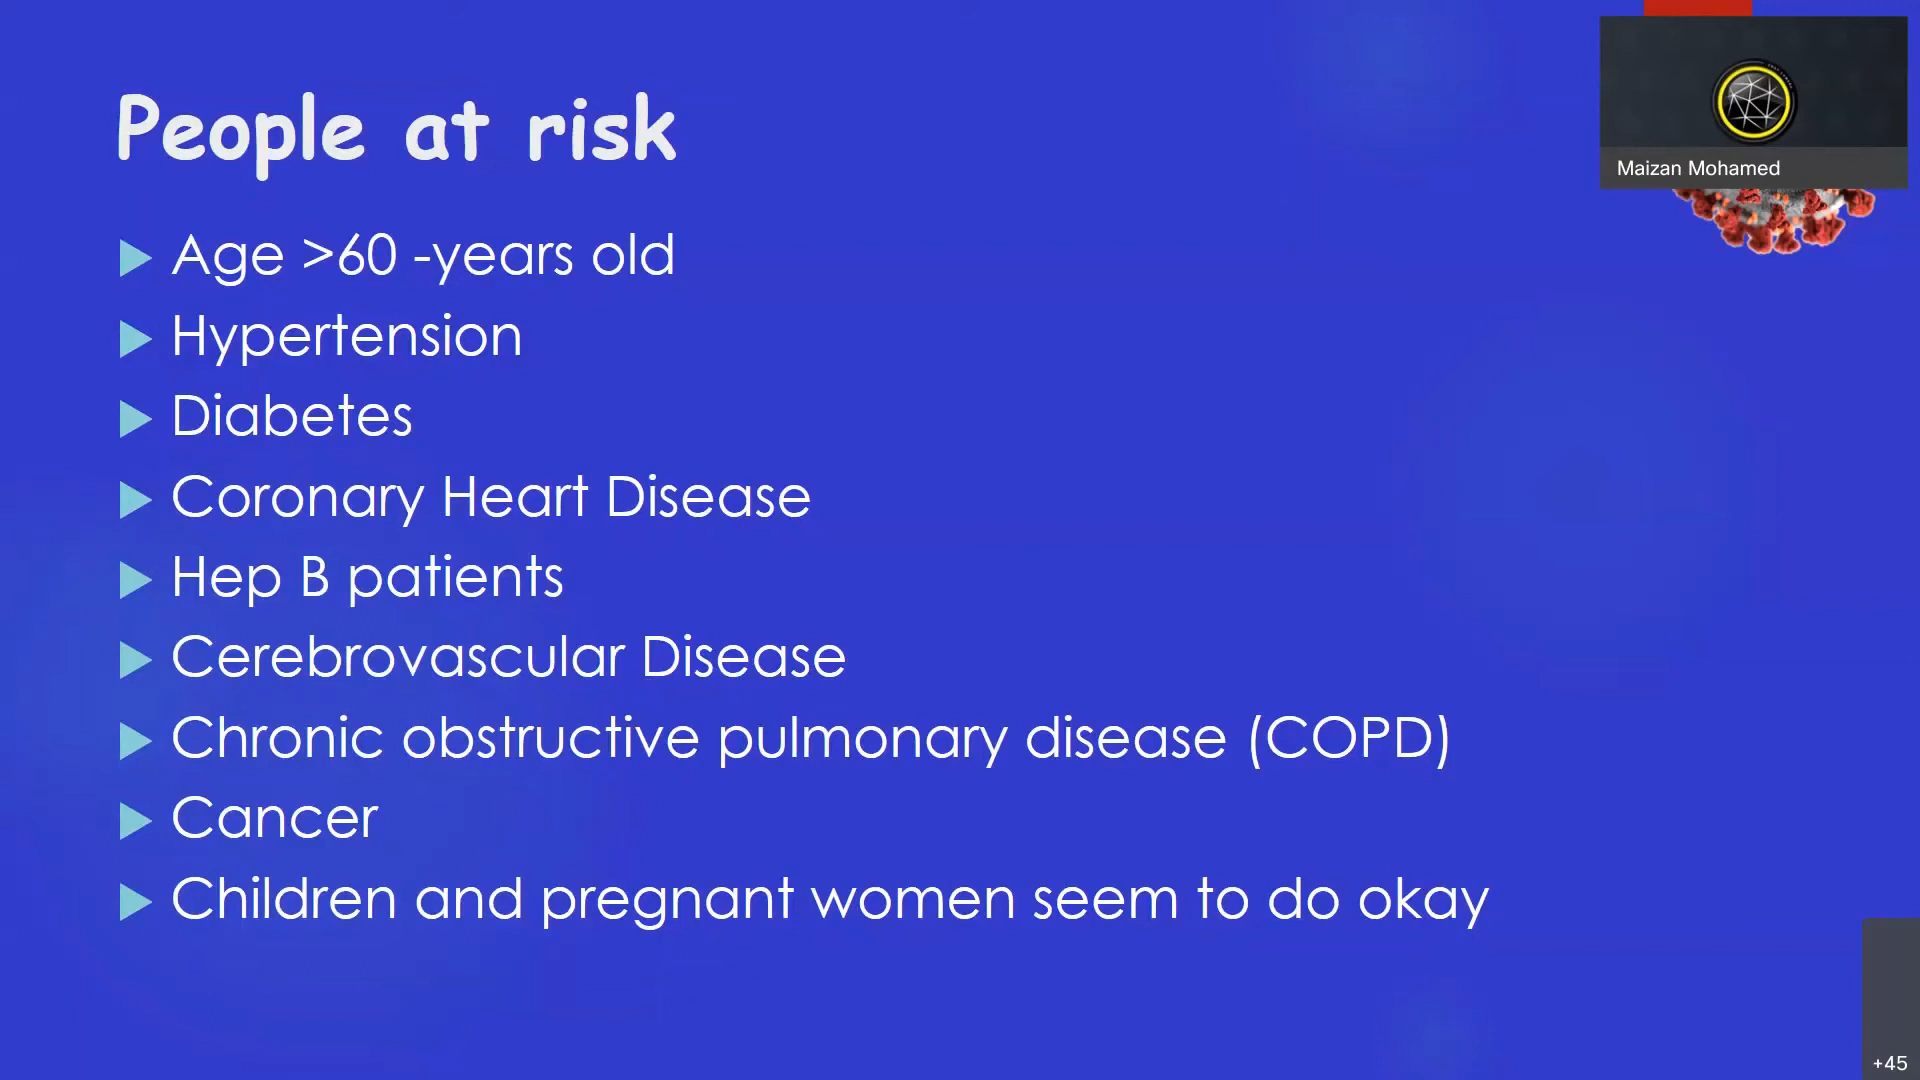 People at risk
Maizan Mohamed
Age >60 -years old
Hypertension
Diabetes
Coronary Heart Disease
Hep B patients
Cerebrovascular Disease
Chronic obstructive pulmonary disease (COPD)
Cancer
Children and pregnant women seem to do okay
+45